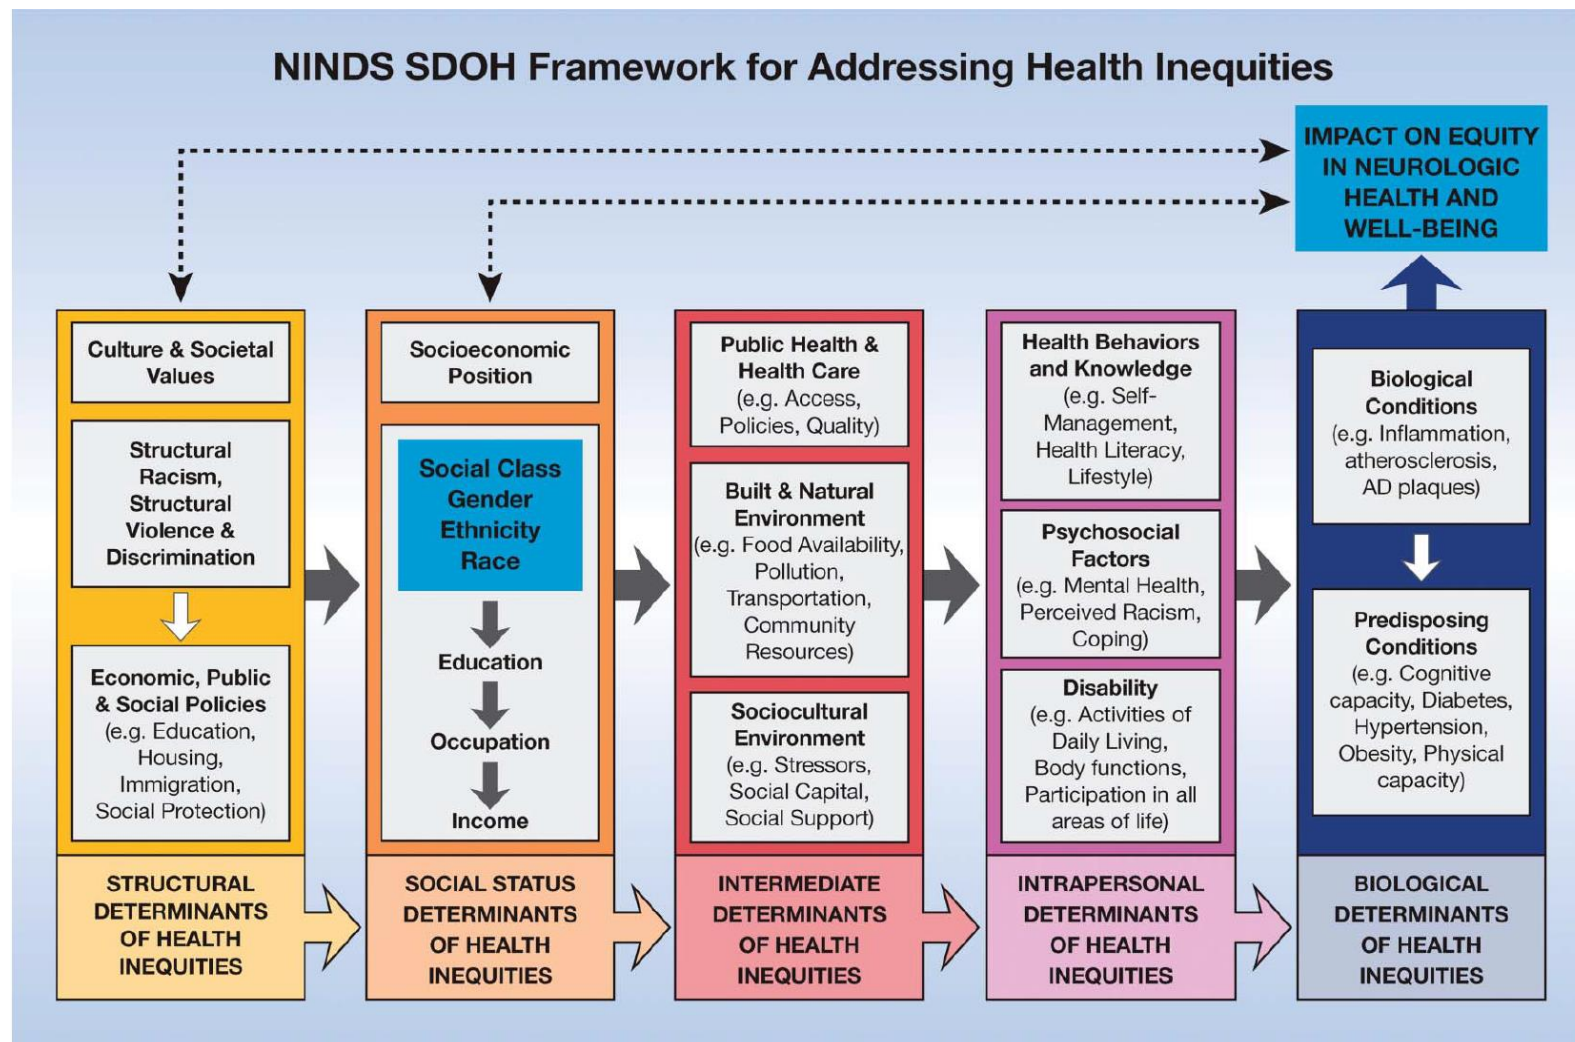 NINDS SDOH Framework for Addressing Health Inequities
IMPACT ON EQUITY
IN NEUROLOGIC
HEALTH AND
WELL-BEING
Culture & Societal
Values
Structural
Racism,
Structural
Violence &
Discrimination
Economic, Public
& Social Policies
(e.g. Education,
Housing,
Immigration,
Social Protection)
STRUCTURAL
DETERMINANTS
OF HEALTH
INEQUITIES
Socioeconomic
Position
Social Class
Gender
Ethnicity
Race
Education
Occupation
Income
SOCIAL STATUS
DETERMINANTS
OF HEALTH
INEQUITIES
Public Health &
Health Care
(e.g. Access,
Policies, Quality)
Built & Natural
Environment
(e.g. Food Availability,
Pollution,
Transportation,
Community
Resources)
Sociocultural
Environment
(e.g. Stressors,
Social Capital,
Social Support)
INTERMEDIATE
DETERMINANTS
OF HEALTH
INEQUITIES
Health Behaviors
and Knowledge
(e.g. Self-
Management,
Health Literacy,
Lifestyle)
Psychosocial
Factors
(e.g. Mental Health,
Perceived Racism,
Coping)
Disability
(e.g. Activities of
Daily Living,
Body functions,
Participation in all
areas of life)
INTRAPERSONAL
DETERMINANTS
OF HEALTH
INEQUITIES
Biological
Conditions
(e.g. Inflammation,
atherosclerosis,
AD plaques)
Predisposing
Conditions
(e.g. Cognitive
capacity, Diabetes,
Hypertension,
Obesity, Physical
capacity)
BIOLOGICAL
DETERMINANTS
OF HEALTH
INEQUITIES